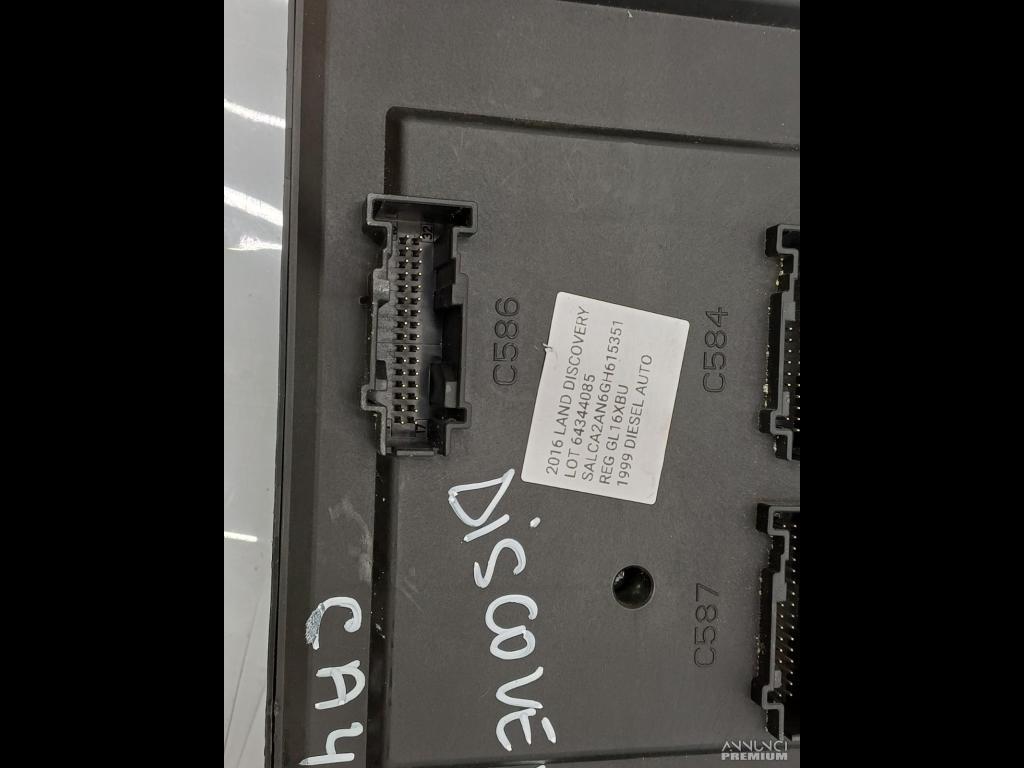 32
C586
17
2016 LAND DISCOVERY
LOT 64344085
SALCA2AN6GH615351
REG GL16XBU
1999 DIESEL AUTO
C584
C587
DiSCOVE
CA4
ANNUNCI
PREMIUM